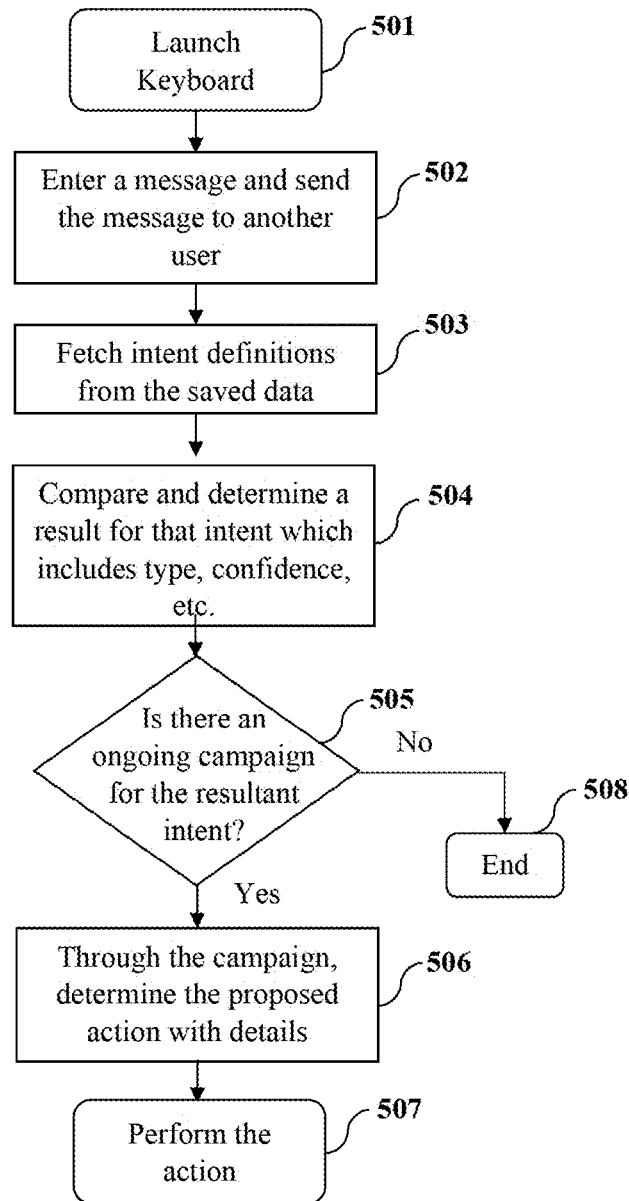 Launch
Keyboard
501
Enter a message and send
the message to another
user
502
Fetch intent definitions
from the saved data
503
Compare and determine a
result for that intent which
includes type, confidence,
etc.
504
Is there an
ongoing campaign
for the resultant
intent?
505
No
508
End
Yes
Through the campaign,
determine the proposed
action with details
506
Perform the
action
507